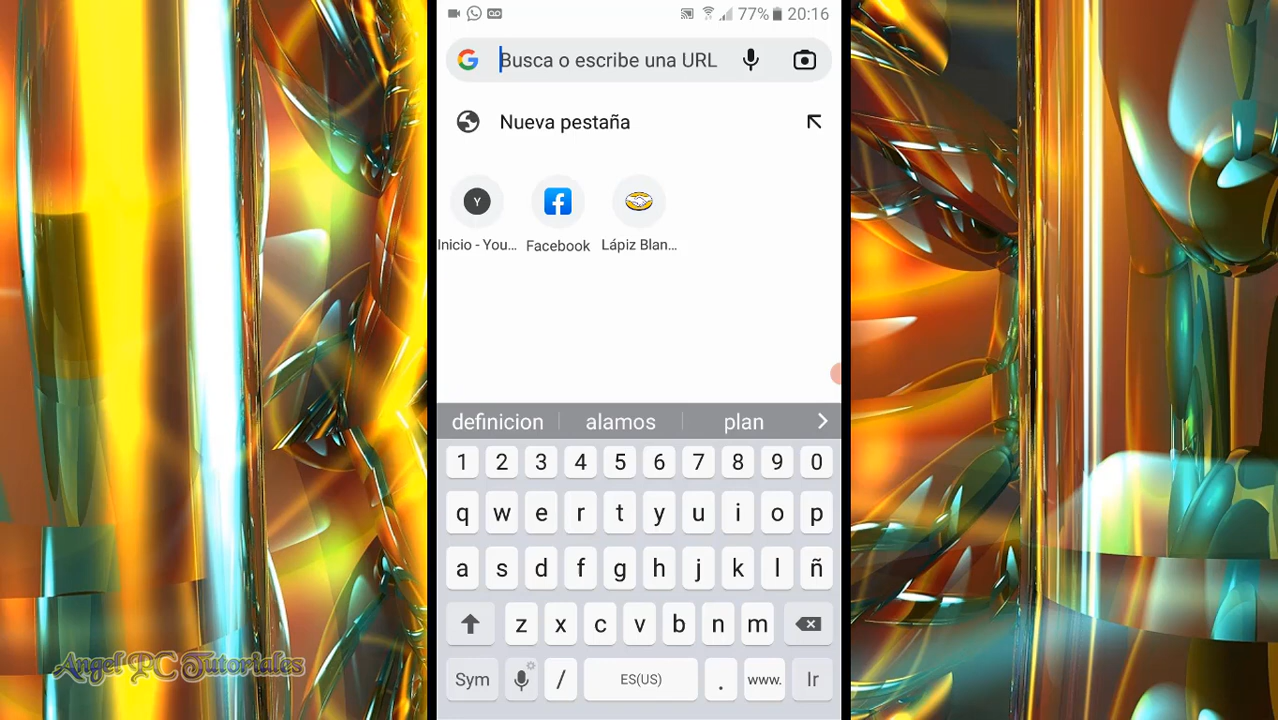 77% 20:16
Busca o escribe una URL
Nueva pestaña
Y
Inicio - You... Facebook Lápiz Blan...
definicion alamos plan
1 2 3 4 5 6 7 8 9 0
q w e r t y u i o p
a s d f g h j k l ñ
z x c v b n m
Sym / ES(US) . www. Ir
Angel PC Tutoriales